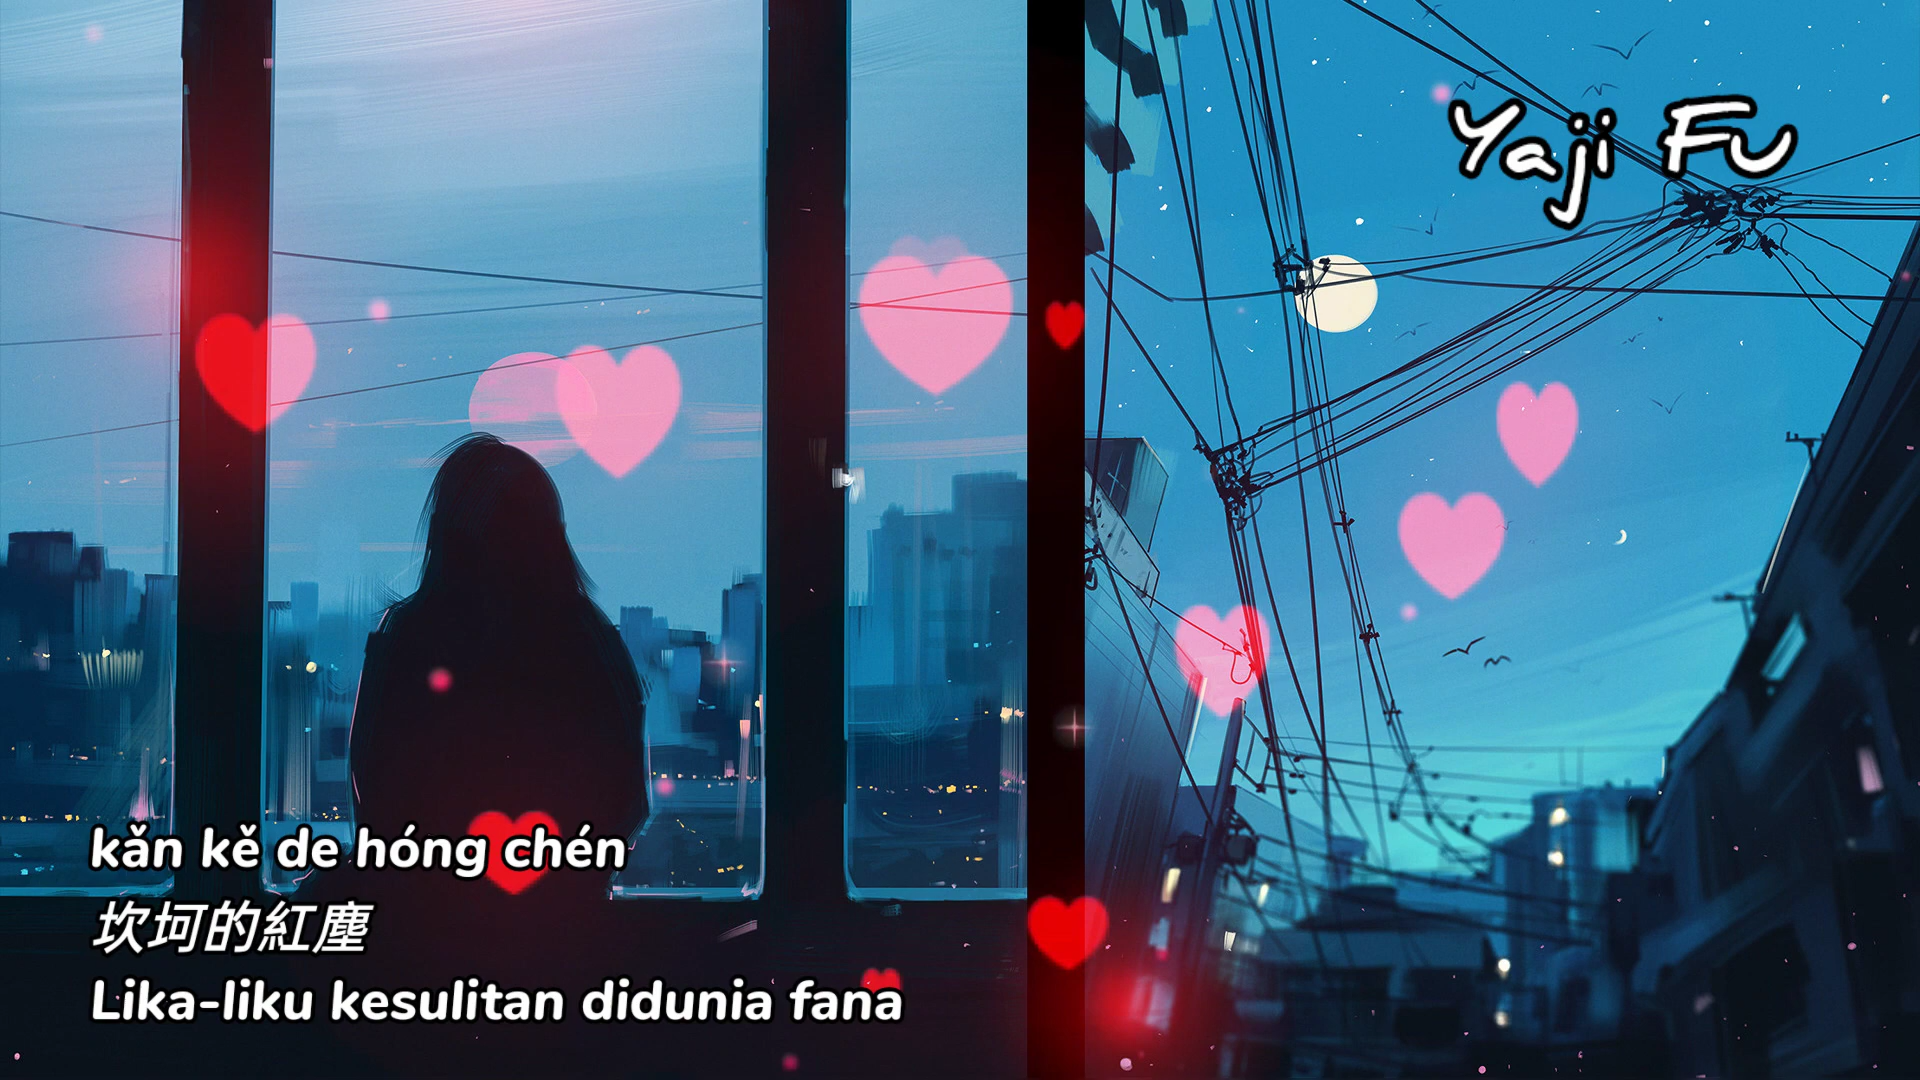 Yaji Fu
kǎn kě de hóng chén
坎坷的紅塵
Lika-liku kesulitan didunia fana